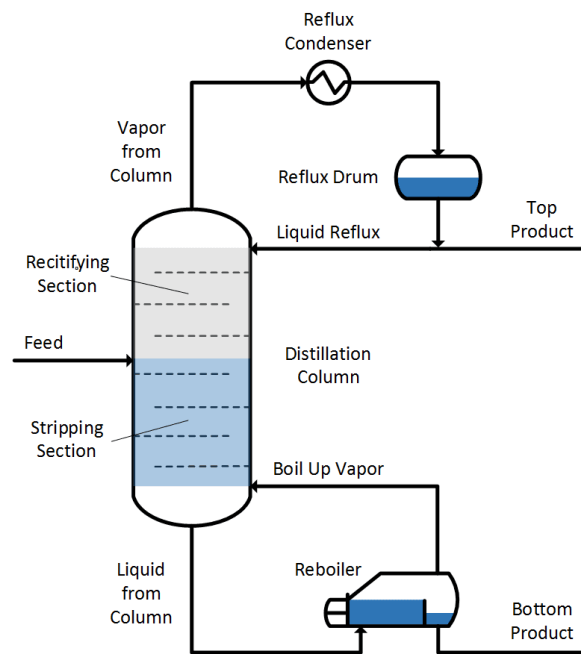 Reflux
Condenser
Vapor
from
Column
Reflux Drum
Top
Product
Liquid Reflux
Recitifying
Section
Feed
Distillation
Column
Stripping
Section
Boil Up Vapor
Liquid
from
Column
Reboiler
Bottom
Product